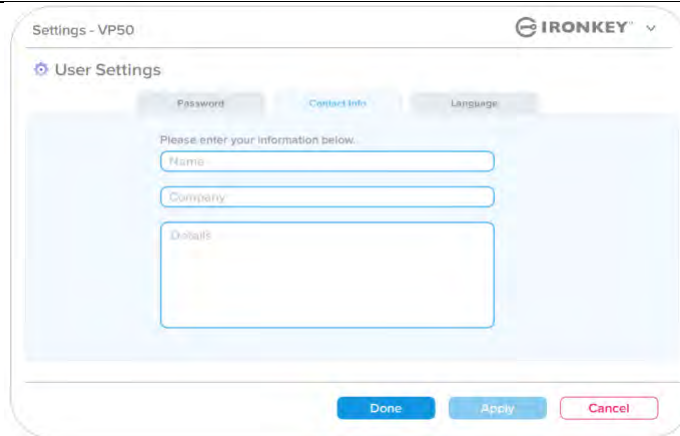 Settings - VP50
IRONKEY™
User Settings
Password Contact Info Language
Please enter your information below.
Name
Company
Details
Done Apply Cancel